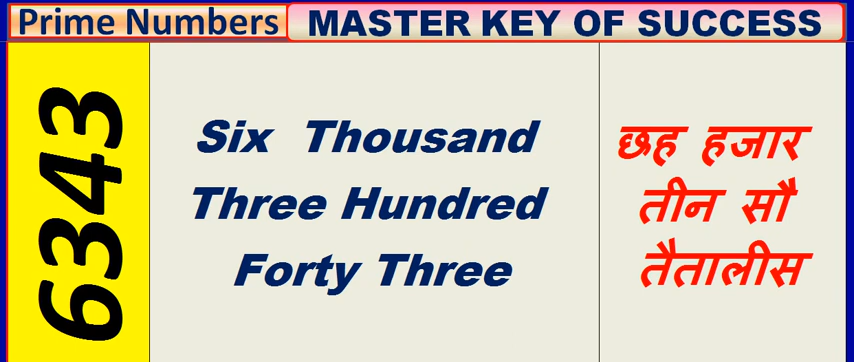 Prime Numbers
MASTER KEY OF SUCCESS
6343
Six Thousand
Three Hundred
Forty Three
छह हजार
तीन सौ
तैतालीस